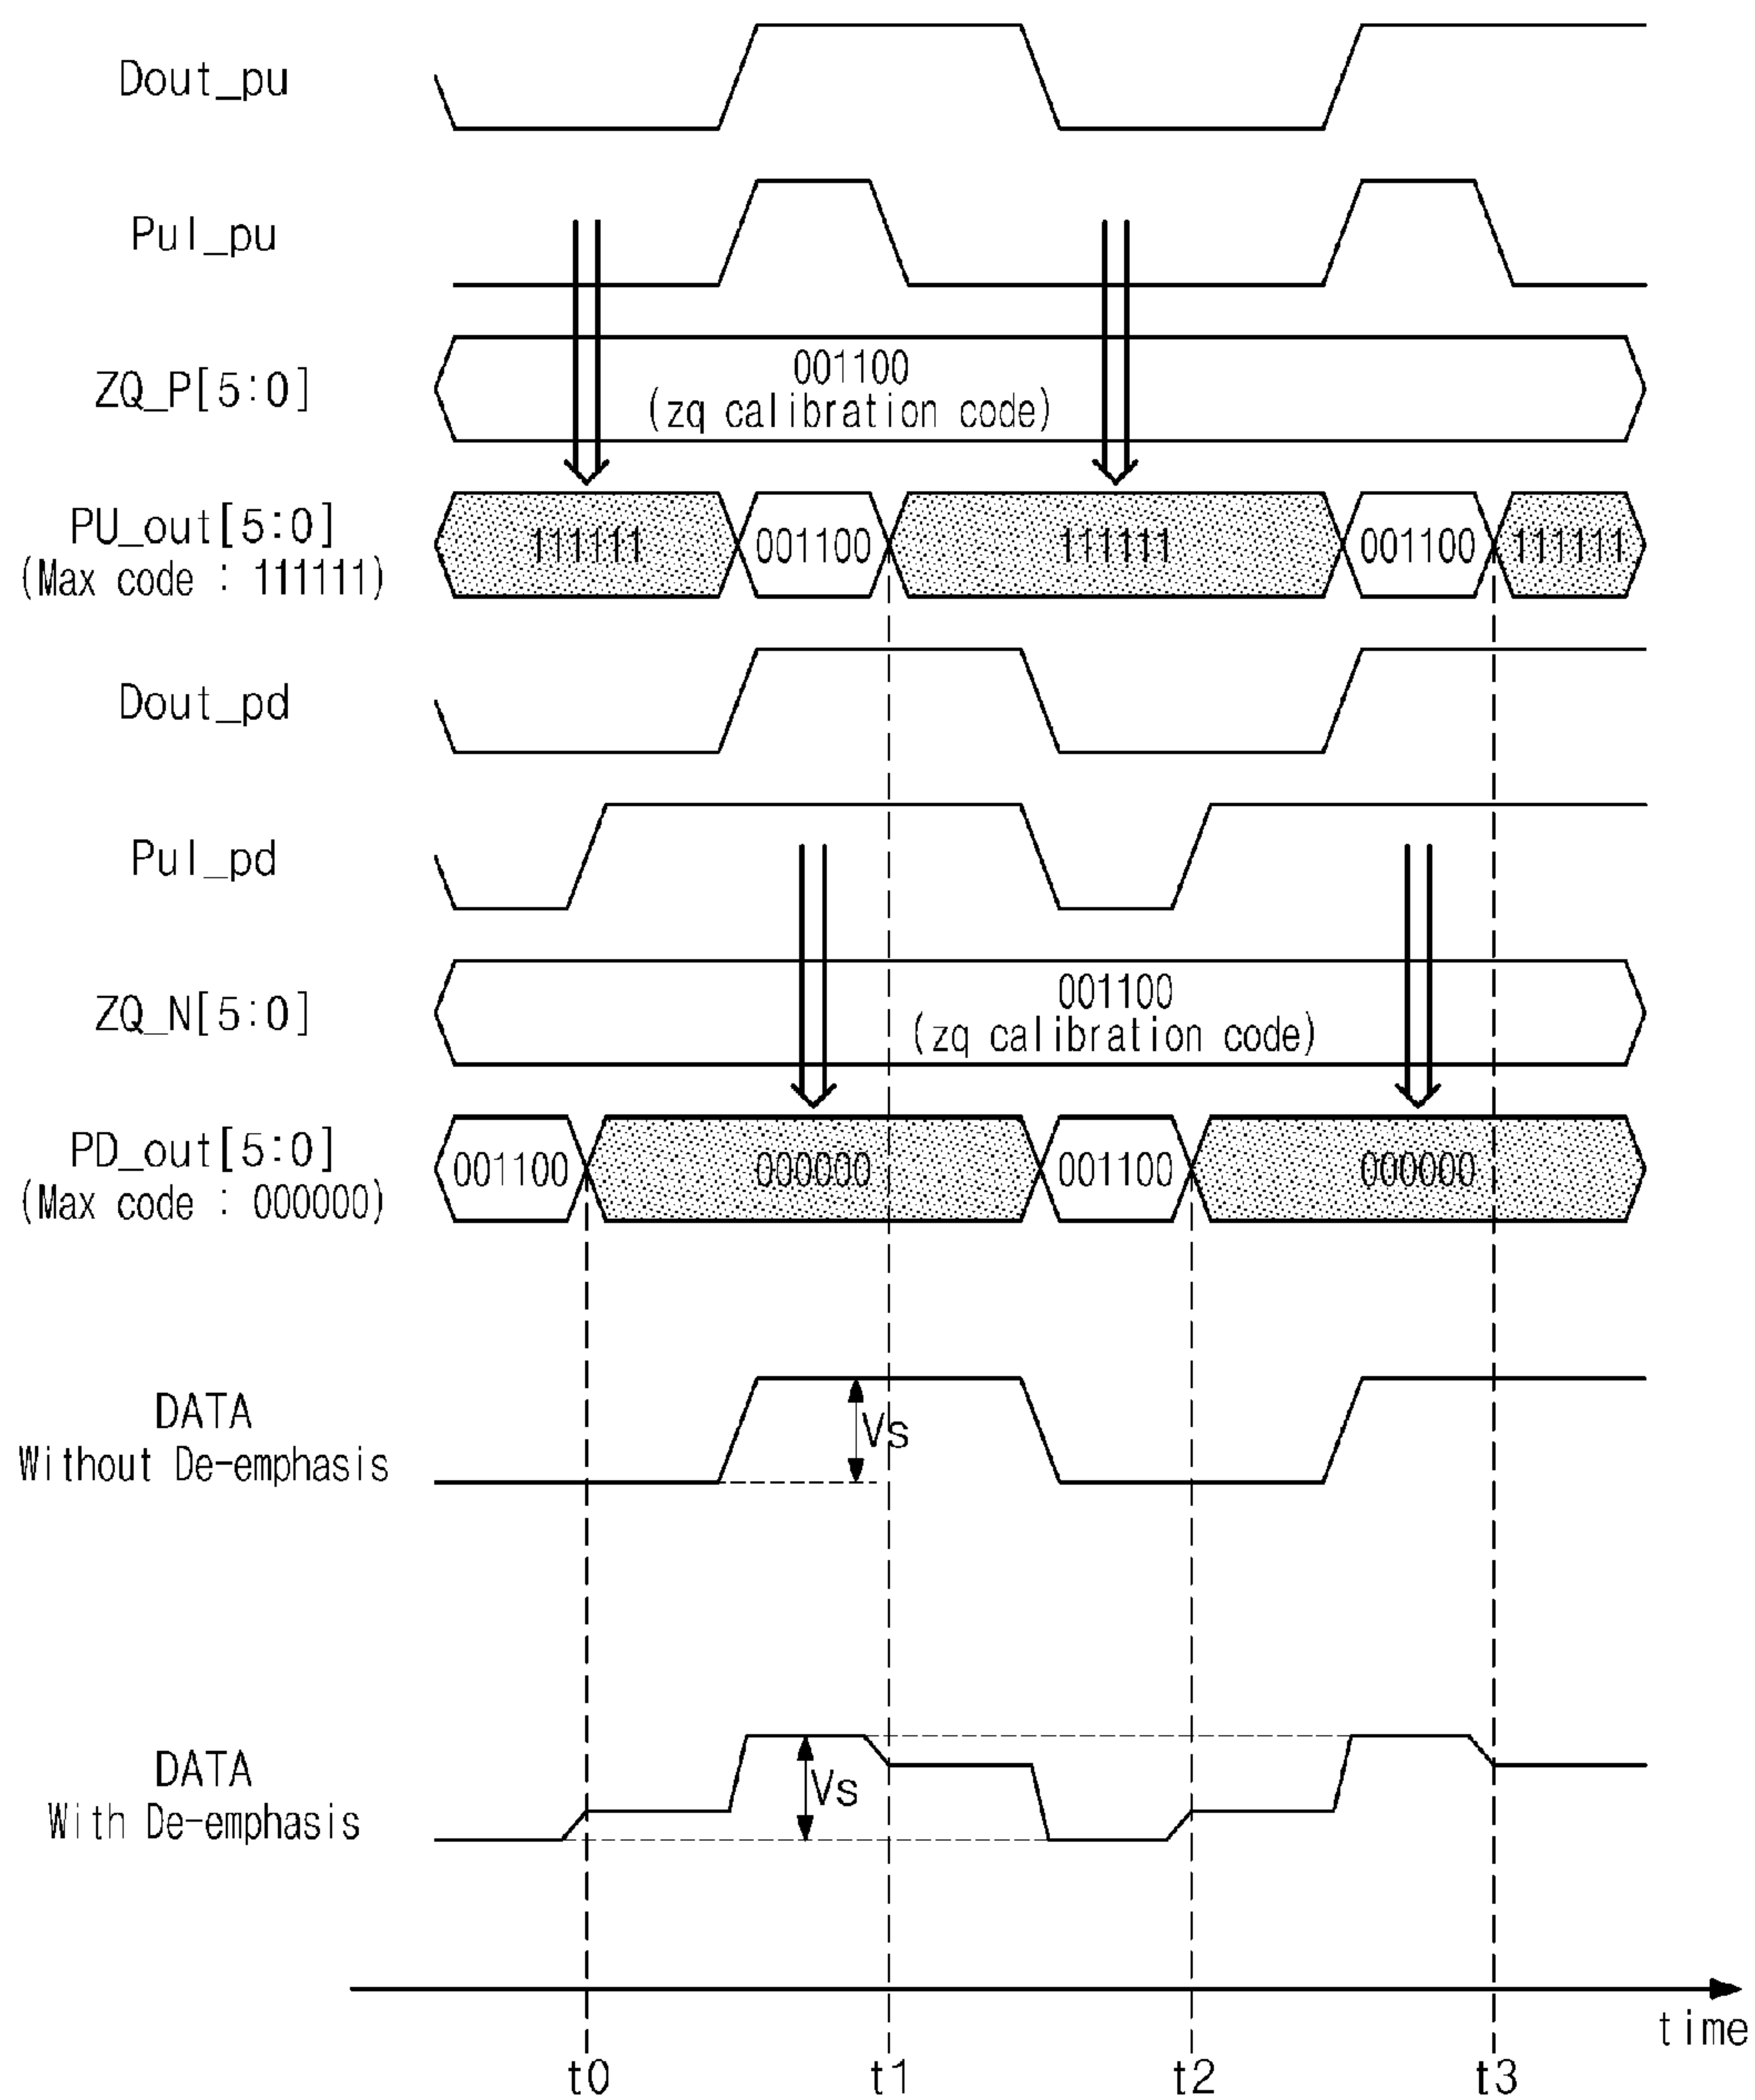 Dout_pu
Pul_pu
ZQ_P[5:0]
001100
(zq calibration code)
PU_out[5:0]
(Max code : 111111)
111111
001100
111111
001100
111111
Dout_pd
Pul_pd
ZQ_N[5:0]
001100
(zq calibration code)
PD_out[5:0]
(Max code : 000000)
001100
000000
001100
000000
DATA
Without De-emphasis
Vs
DATA
With De-emphasis
Vs
time
t0
t1
t2
t3